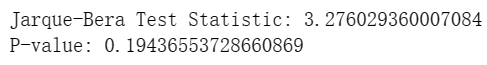 Jarque-Bera Test Statistic: 3.276029360007084
P-value: 0.19436553728660869